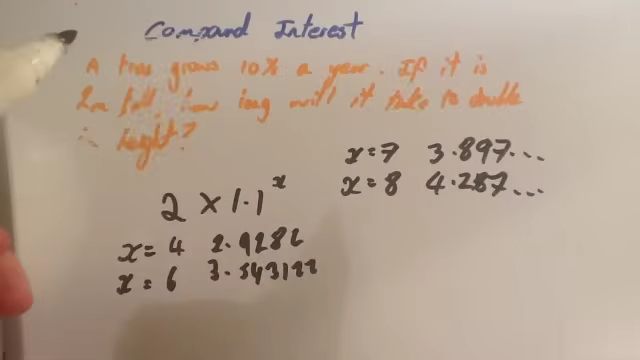 Compound Interest
A tree grows 10% a year. If it is
2m tall, how long will it take to double
in height?
x=7 3.897...
x=8 4.287...
2 × 1.1^x
x=4 2.9282
x=6 3.543122